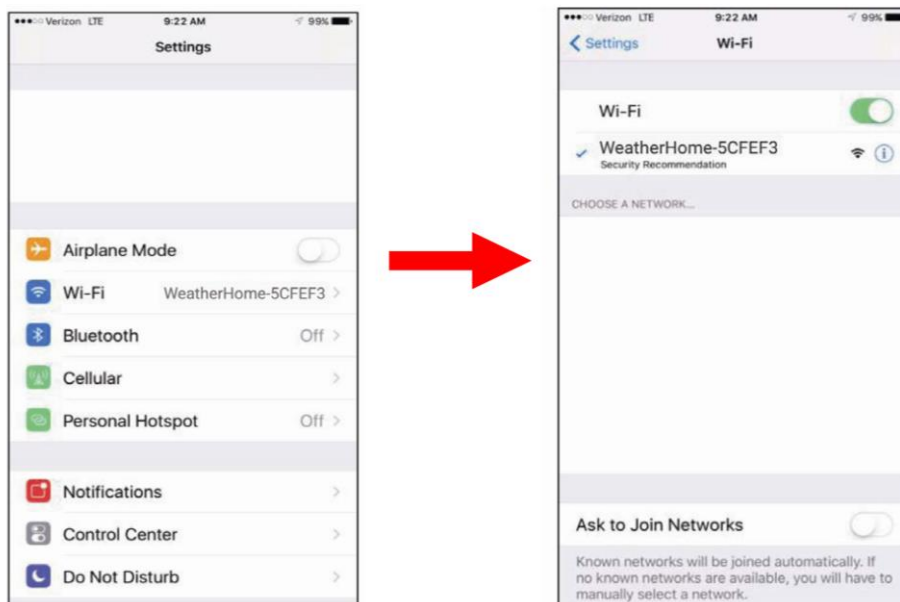 Verizon LTE 9:22 AM 99%
Settings
Airplane Mode
Wi-Fi WeatherHome-5CFEF3
Bluetooth Off
Cellular
Personal Hotspot Off
Notifications
Control Center
Do Not Disturb
Verizon LTE 9:22 AM 99%
Settings Wi-Fi
Wi-Fi
WeatherHome-5CFEF3
Security Recommendation
CHOOSE A NETWORK...
Ask to Join Networks
Known networks will be joined automatically. If
no known networks are available, you will have to
manually select a network.